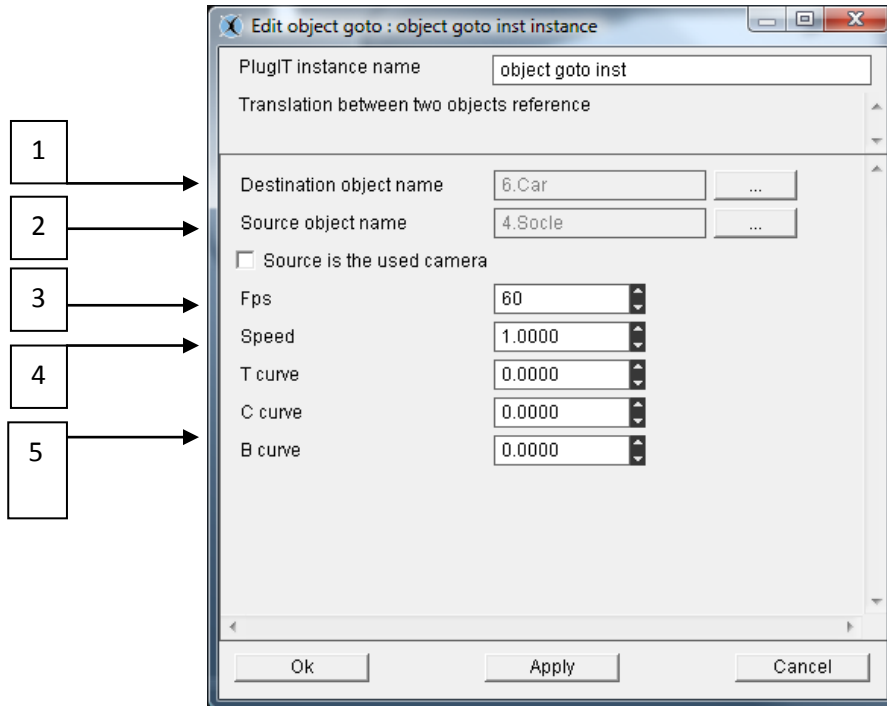 Edit object goto : object goto inst instance
PlugIT instance name object goto inst
Translation between two objects reference
1
Destination object name 6.Car ...
2
Source object name 4.Socle ...
Source is the used camera
3
Fps 60
Speed 1.0000
4
T curve 0.0000
C curve 0.0000
5
B curve 0.0000
Ok Apply Cancel